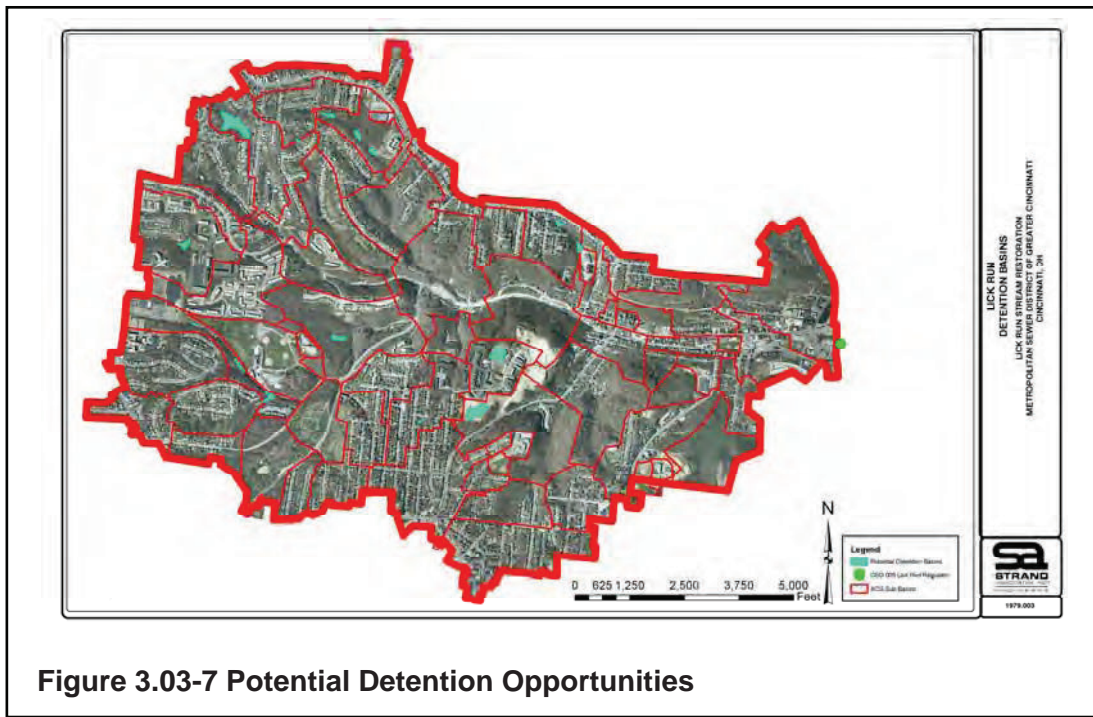 LICK RUN
DETENTION BASINS
LICK RUN STREAM RESTORATION
METROPOLITAN SEWER DISTRICT OF GREATER CINCINNATI
CINCINNATI, OH
N
0 625 1,250 2,500 3,750 5,000
Feet
Legend
Potential Detention Basins
CSO 005 Lick Run Regulator
Sub Basins
sa
STRAND
1979.003
Figure 3.03-7 Potential Detention Opportunities